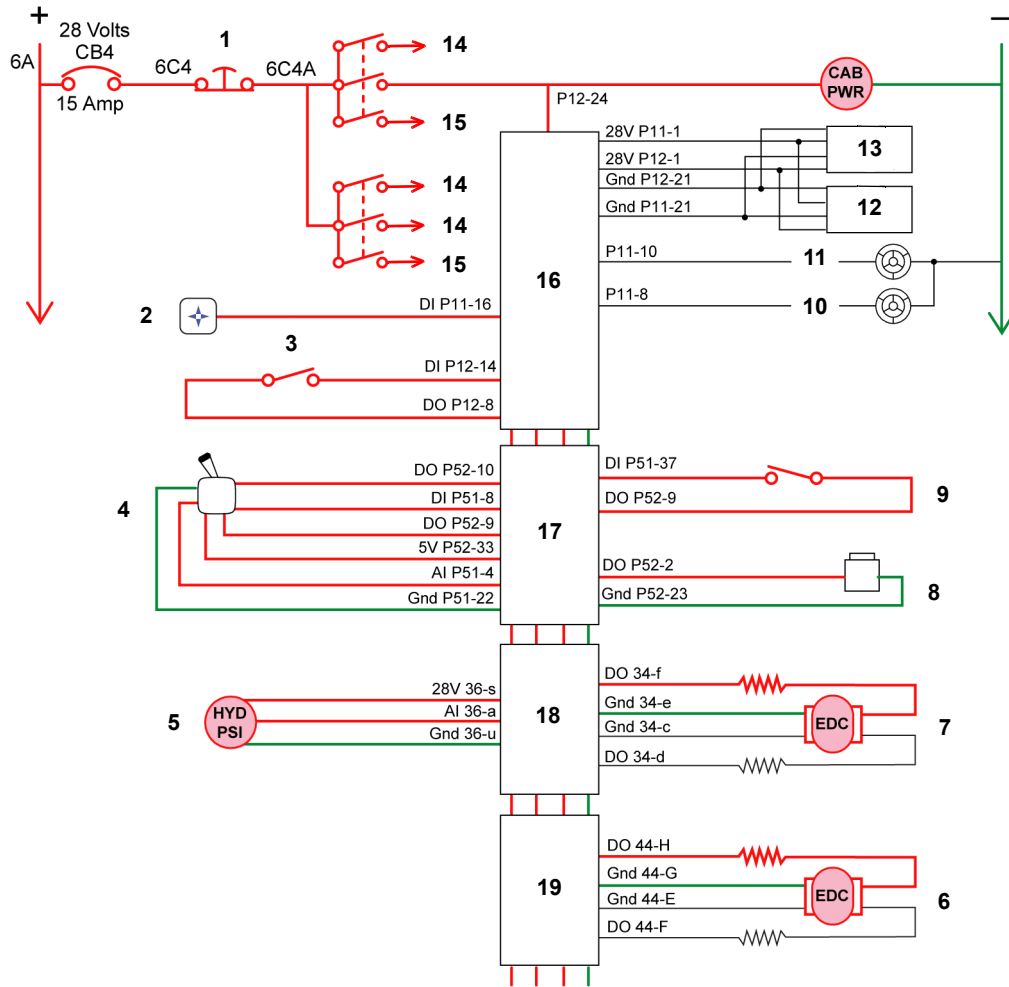 +
−
28 Volts
CB4
6A
15 Amp
6C4
1
6C4A
14
15
14
14
15
P12-24
CAB
PWR
28V P11-1
28V P12-1
Gnd P12-21
Gnd P11-21
13
12
P11-10
11
P11-8
10
16
2
DI P11-16
3
DI P12-14
DO P12-8
4
DO P52-10
DI P51-8
DO P52-9
5V P52-33
AI P51-4
Gnd P51-22
17
DI P51-37
DO P52-9
9
DO P52-2
Gnd P52-23
8
5
HYD
PSI
28V 36-s
AI 36-a
Gnd 36-u
18
DO 34-f
Gnd 34-e
Gnd 34-c
DO 34-d
EDC
7
19
DO 44-H
Gnd 44-G
Gnd 44-E
DO 44-F
EDC
6